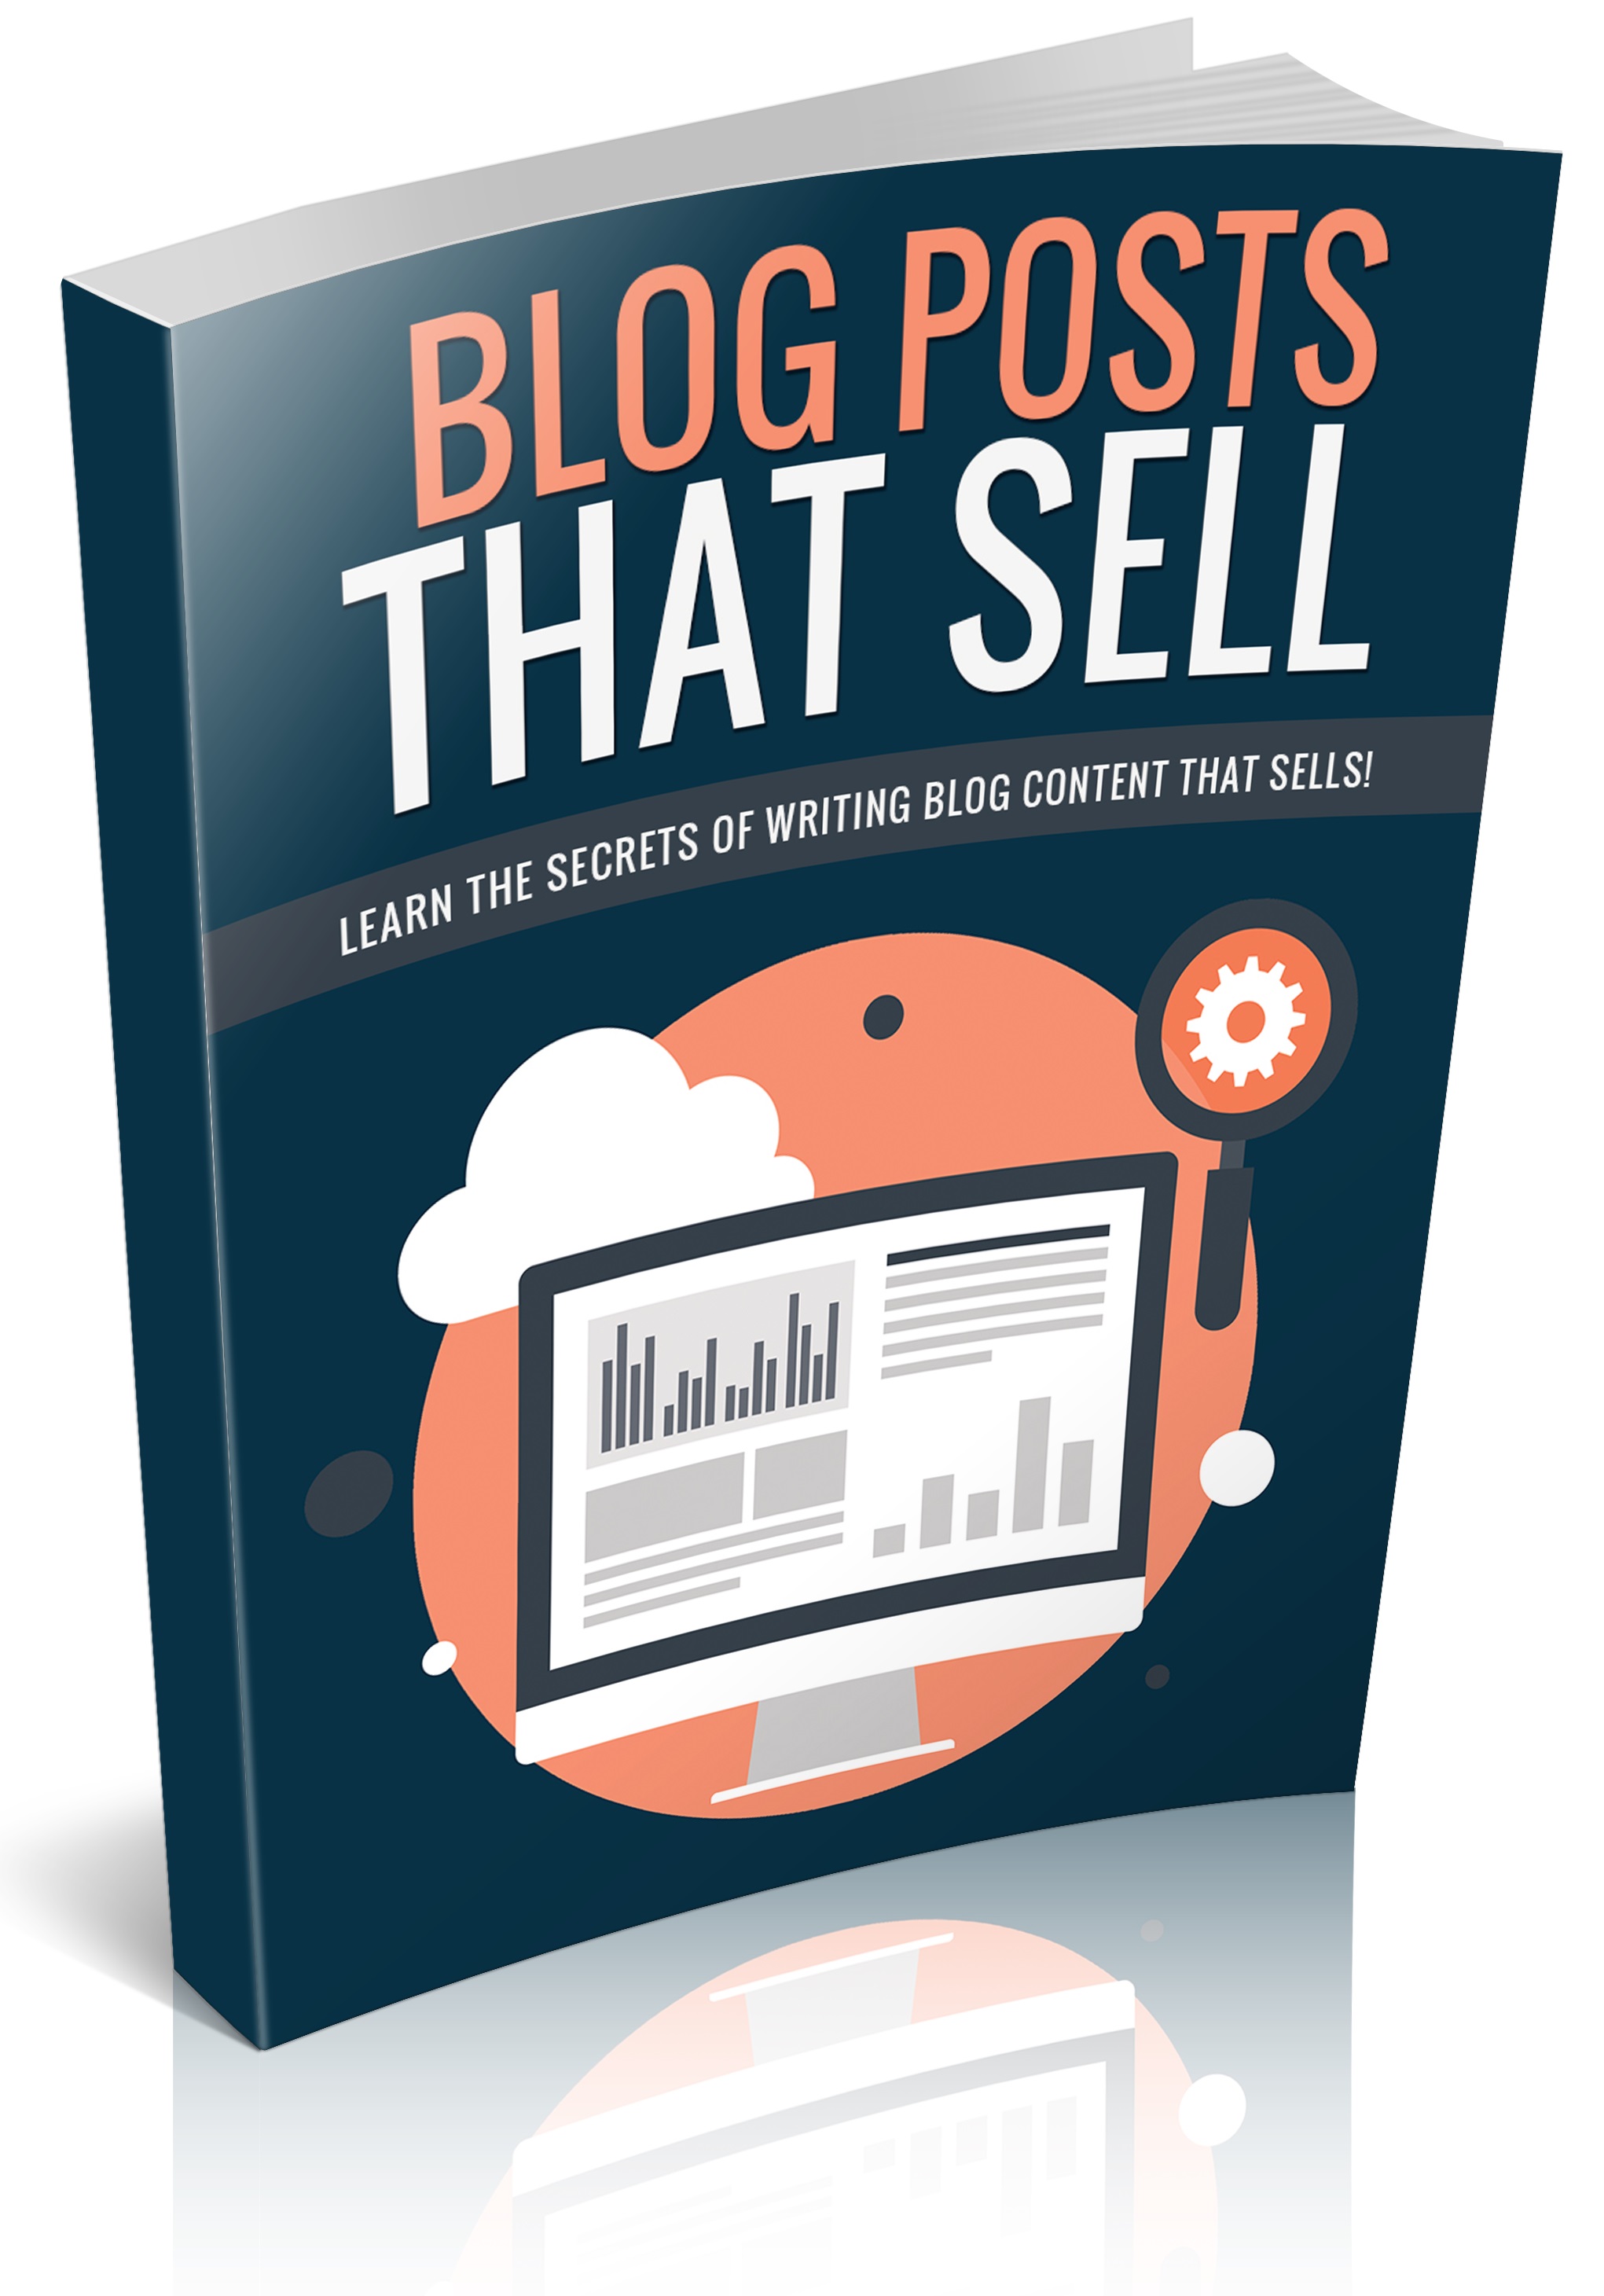 BLOG POSTS
THAT SELL
LEARN THE SECRETS OF WRITING BLOG CONTENT THAT SELLS!